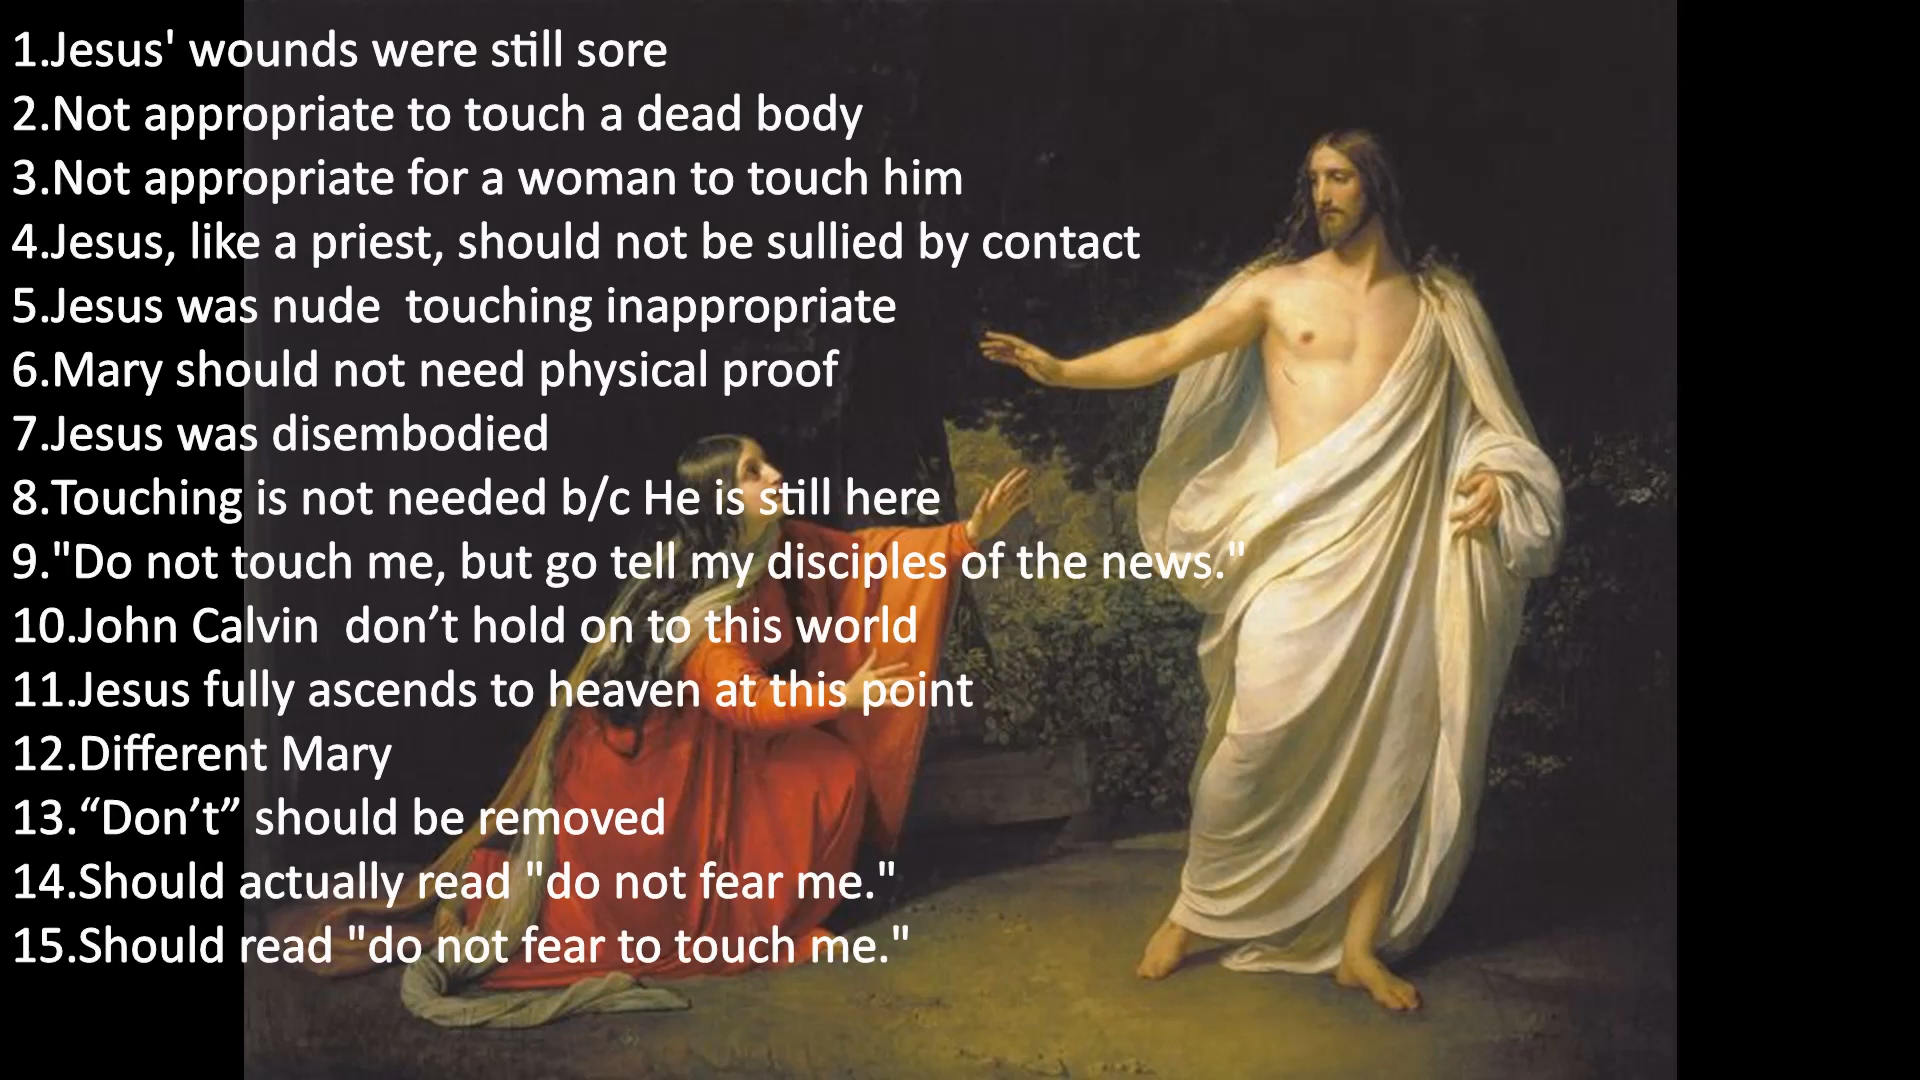 1.Jesus' wounds were still sore
2.Not appropriate to touch a dead body
3.Not appropriate for a woman to touch him
4.Jesus, like a priest, should not be sullied by contact
5.Jesus was nude  touching inappropriate
6.Mary should not need physical proof
7.Jesus was disembodied
8.Touching is not needed b/c He is still here
9."Do not touch me, but go tell my disciples of the news."
10.John Calvin  don’t hold on to this world
11.Jesus fully ascends to heaven at this point
12.Different Mary
13.“Don’t” should be removed
14.Should actually read "do not fear me."
15.Should read "do not fear to touch me."